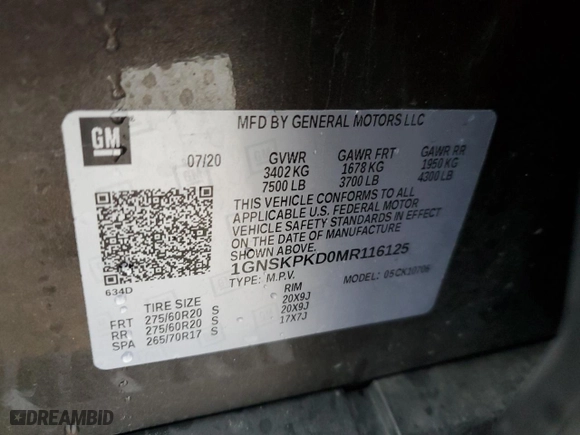 GM
MFD BY GENERAL MOTORS LLC
07/20 GVWR GAWR FRT GAWR RR
3402 KG 1678 KG 1950 KG
7500 LB 3700 LB 4300 LB
THIS VEHICLE CONFORMS TO ALL
APPLICABLE U.S. FEDERAL MOTOR
VEHICLE SAFETY STANDARDS IN EFFECT
ON THE DATE OF MANUFACTURE
SHOWN ABOVE.
1GNSKPKD0MR116125
TYPE: M.P.V. MODEL:
634D
TIRE SIZE RIM
FRT 275/60R20 S 20X9J
RR 275/60R20 S 20X9J
SPA 265/70R17 S 17X7J
DREAMBID